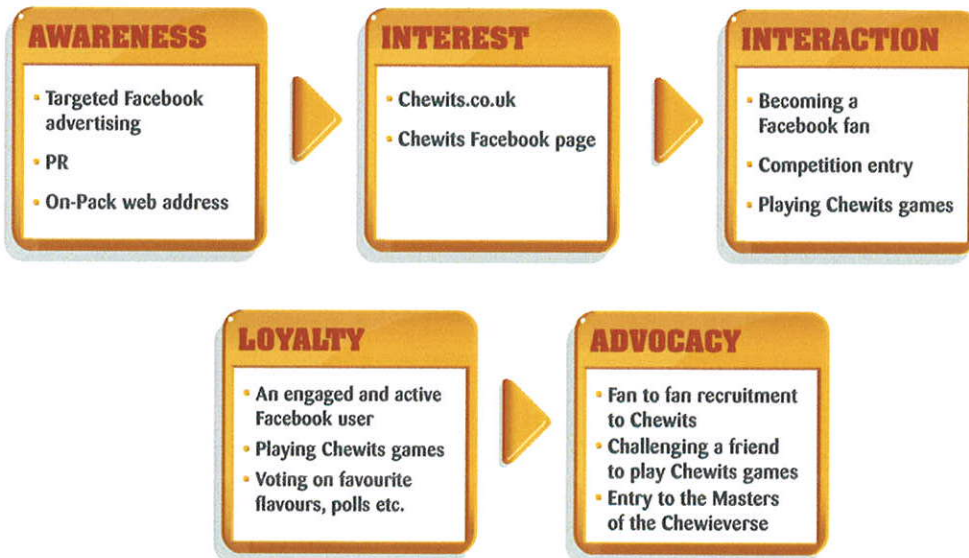 AWARENESS
• Targeted Facebook
advertising
• PR
• On-Pack web address
INTEREST
• Chewits.co.uk
• Chewits Facebook page
INTERACTION
• Becoming a
Facebook fan
• Competition entry
• Playing Chewits games
LOYALTY
• An engaged and active
Facebook user
• Playing Chewits games
• Voting on favourite
flavours, polls etc.
ADVOCACY
• Fan to fan recruitment
to Chewits
• Challenging a friend
to play Chewits games
• Entry to the Masters
of the Chewieverse